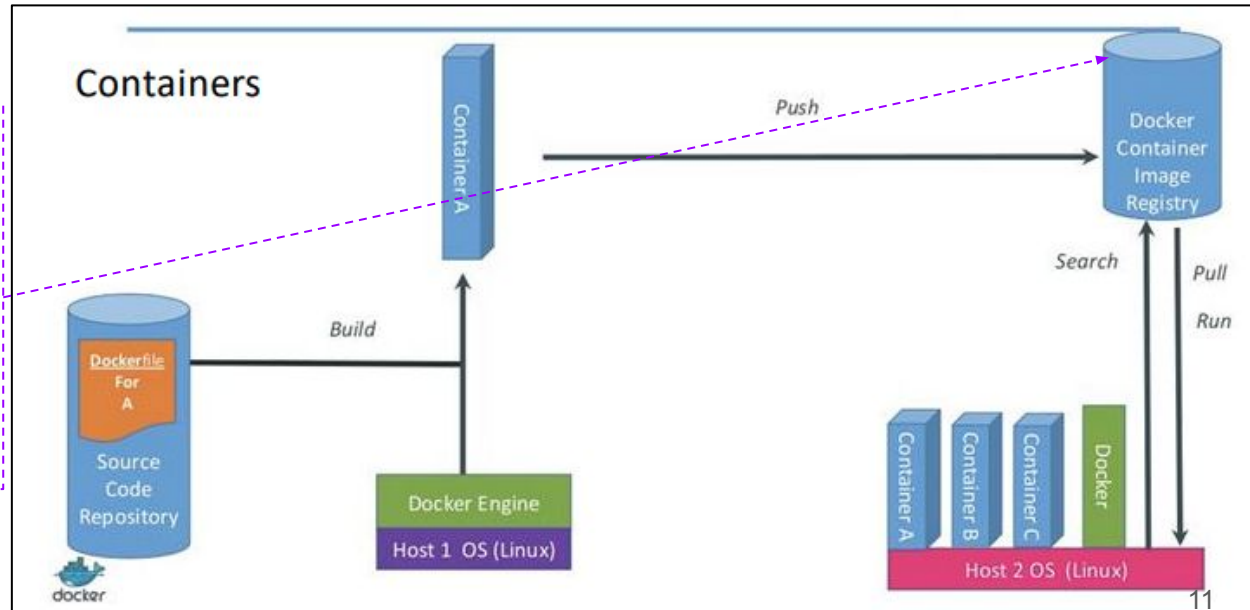 Containers
Container A
Push
Docker
Container
Image
Registry
Search
Pull
Run
Build
Dockerfile
For
A
Source
Code
Repository
docker
Docker Engine
Host 1 OS (Linux)
Container A
Container B
Container C
Docker
Host 2 OS (Linux)
11